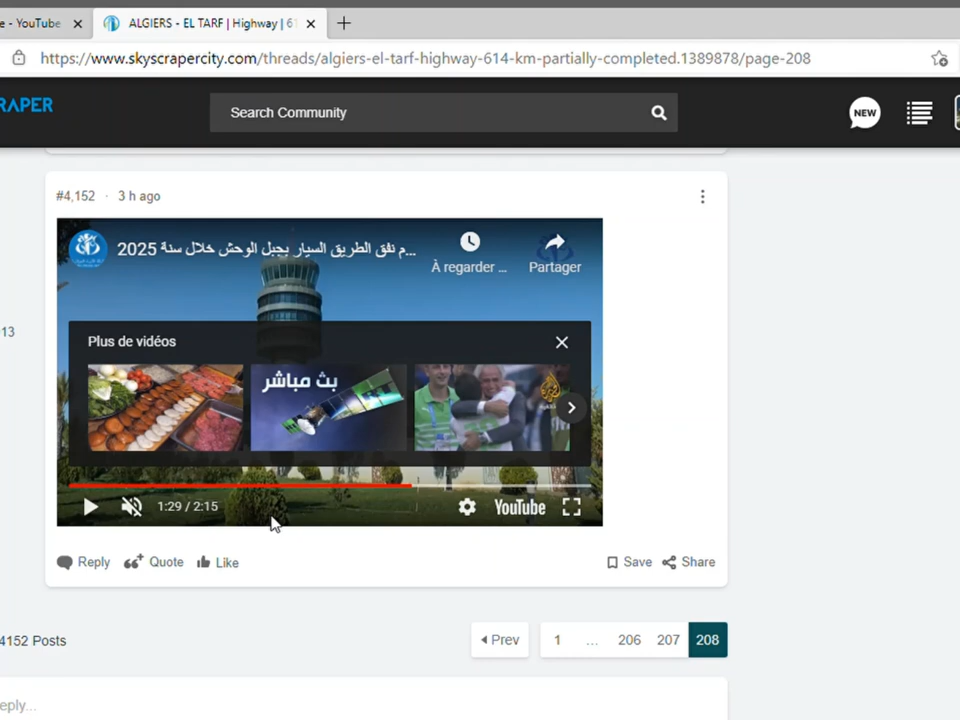 e - YouTube
ALGIERS - EL TARF | Highway | 61
https://www.skyscrapercity.com/threads/algiers-el-tarf-highway-614-km-partially-completed.1389878/page-208
RAPER
Search Community
NEW
#4,152 · 3 h ago
م نفق الطريق السيار بجبل الوحش خلال سنة 2025...
À regarder ...
Partager
13
Plus de vidéos
بث مباشر
1:29 / 2:15
YouTube
Reply
Quote
Like
Save
Share
4152 Posts
Prev
1 ... 206 207 208
eply...